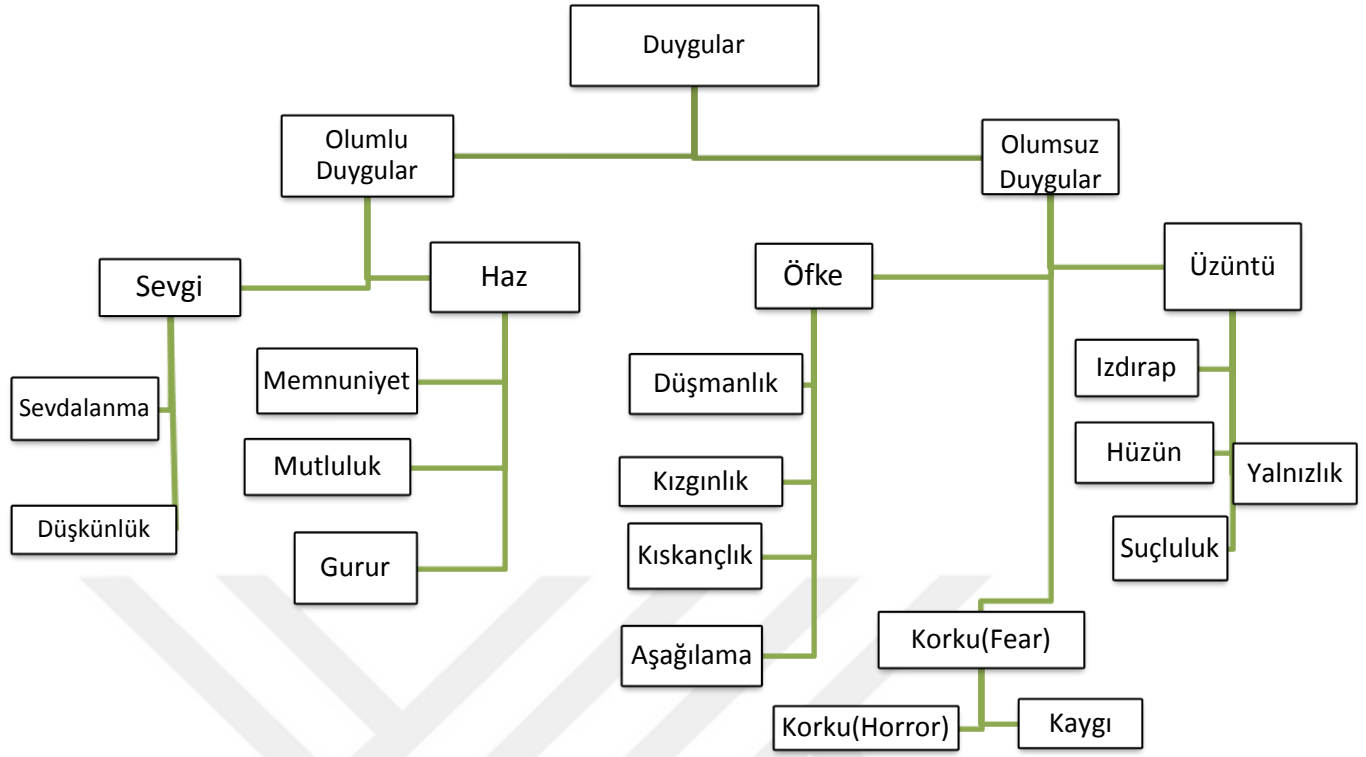 Duygular
Olumlu
Duygular
Olumsuz
Duygular
Sevgi
Haz
Öfke
Üzüntü
Sevdalanma
Düşkünlük
Memnuniyet
Mutluluk
Gurur
Düşmanlık
Kızgınlık
Kıskançlık
Aşağılama
Izdırap
Hüzün
Yalnızlık
Suçluluk
Korku(Fear)
Korku(Horror)
Kaygı